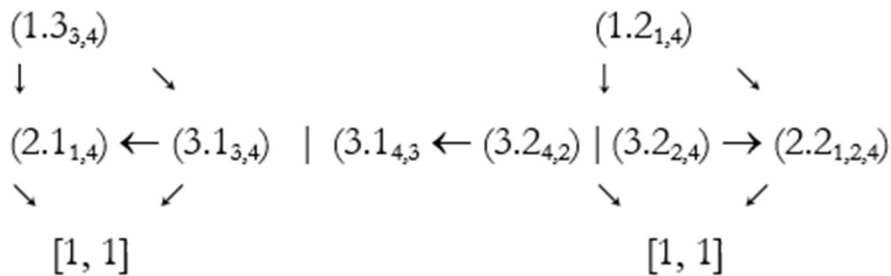 (1.3₃,₄) (1.2₁,₄)
↓ ↘ ↓ ↘
(2.1₁,₄) ← (3.1₃,₄) | (3.1₄,₃ ← (3.2₄,₂) | (3.2₂,₄) → (2.2₁,₂,₄)
↘ ↙ ↘ ↙
[1, 1] [1, 1]